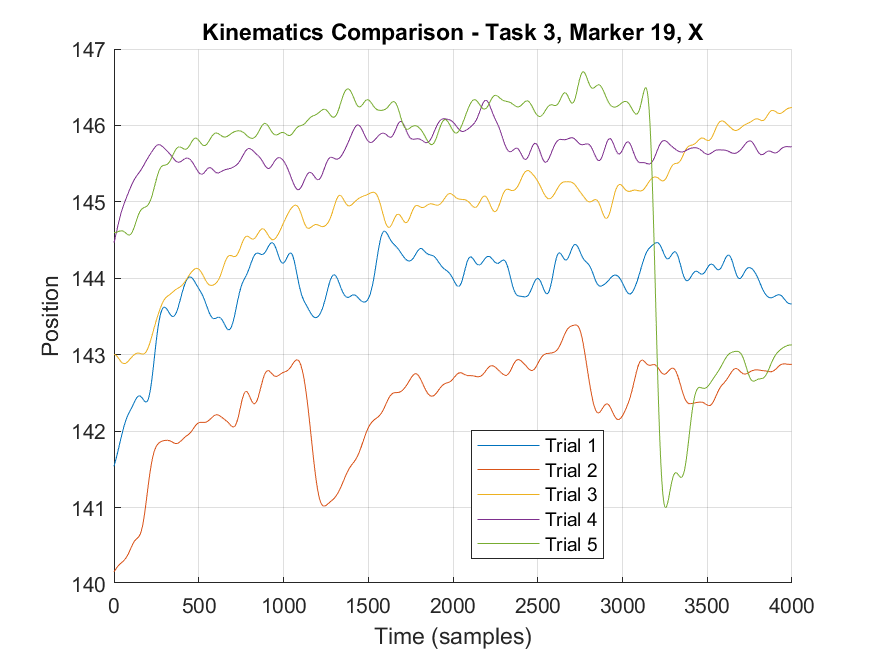 Kinematics Comparison - Task 3, Marker 19, X
147
146
145
144
143
142
141
140
Position
Trial 1
Trial 2
Trial 3
Trial 4
Trial 5
0 500 1000 1500 2000 2500 3000 3500 4000
Time (samples)